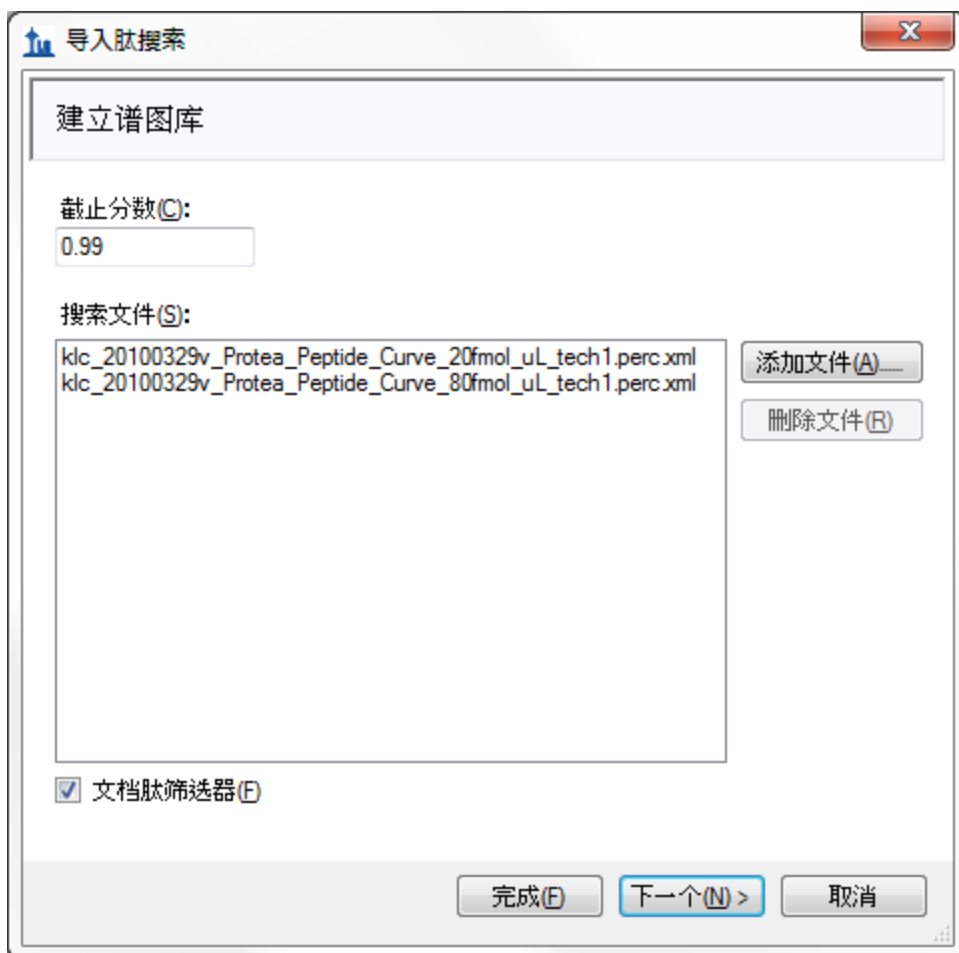 导入肽搜索
建立谱图库
截止分数(C):
0.99
搜索文件(S):
klc_20100329v_Protea_Peptide_Curve_20fmol_uL_tech1.perc.xml
klc_20100329v_Protea_Peptide_Curve_80fmol_uL_tech1.perc.xml
添加文件(A)......
删除文件(R)
文档肽筛选器(F)
完成(F)
下一个(N) >
取消